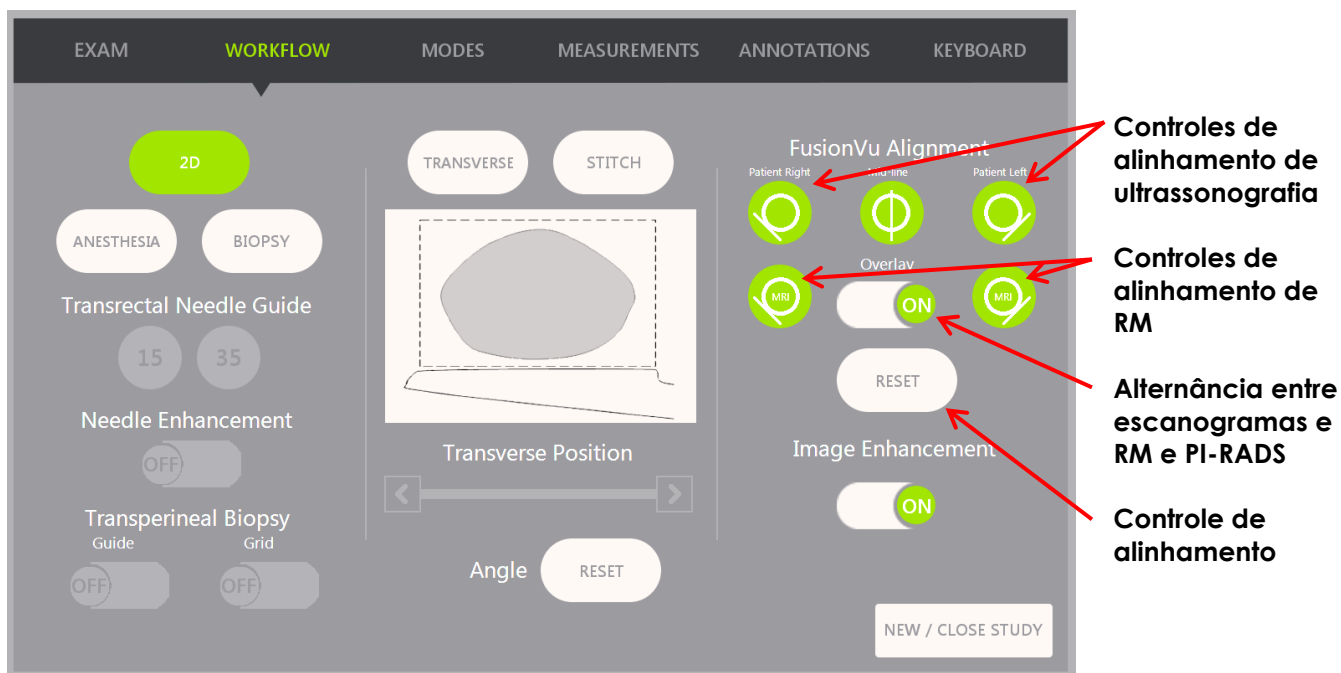 EXAM WORKFLOW MODES MEASUREMENTS ANNOTATIONS KEYBOARD
2D
ANESTHESIA BIOPSY
Transrectal Needle Guide
15 35
Needle Enhancement
OFF
Transperineal Biopsy
Guide Grid
OFF OFF
TRANSVERSE STITCH
Transverse Position
Angle RESET
FusionVu Alignment
Patient Right Mid-line Patient Left
Overlay
MRI ON MRI
RESET
Image Enhancement
ON
NEW / CLOSE STUDY
Controles de
alinhamento de
ultrassonografia
Controles de
alinhamento de
RM
Alternância entre
escanogramas e
RM e PI-RADS
Controle de
alinhamento